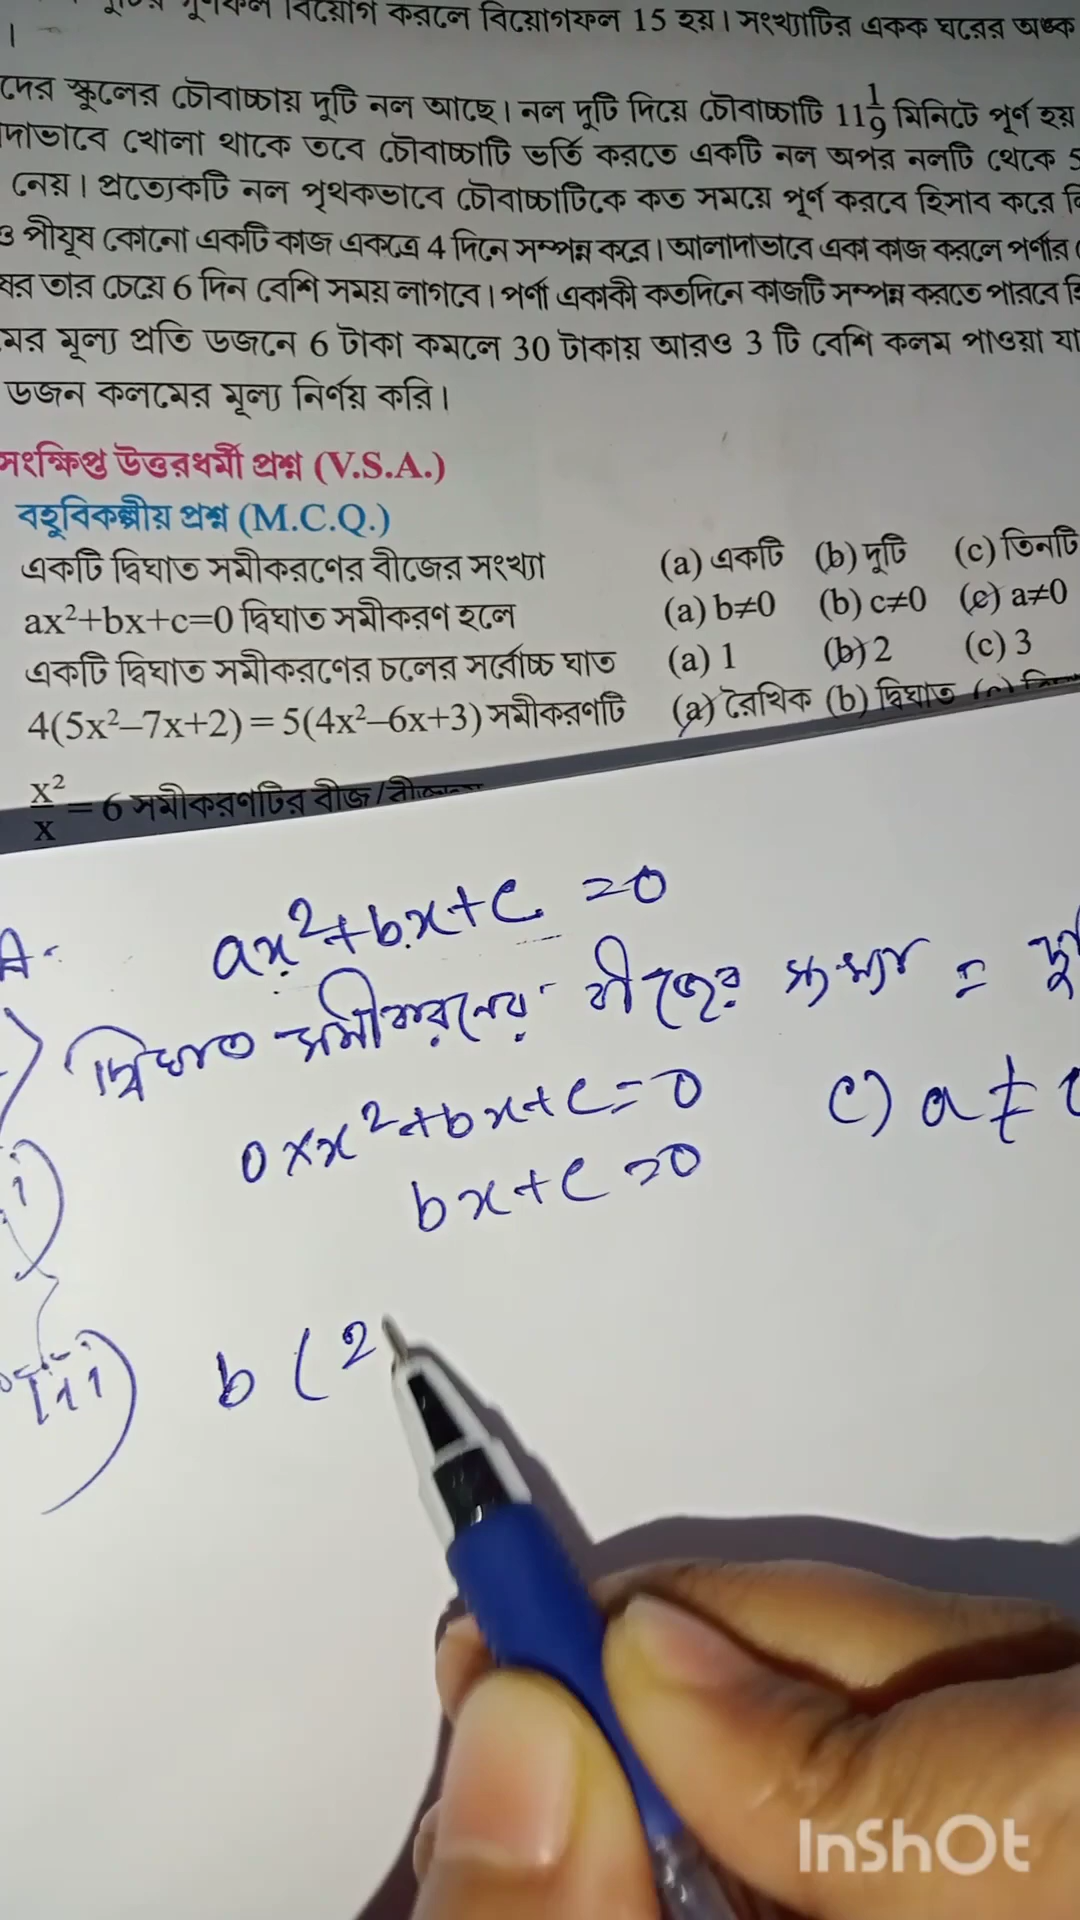 বিয়োগ করলে বিয়োগফল 15 হয়। সংখ্যাটির একক ঘরের অঙ্ক
।
দের স্কুলের চৌবাচ্চায় দুটি নল আছে। নল দুটি দিয়ে চৌবাচ্চাটি 11 1/9 মিনিটে পূর্ণ হয়
দাভাবে খোলা থাকে তবে চৌবাচ্চাটি ভর্তি করতে একটি নল অপর নলটি থেকে 5
নেয়। প্রত্যেকটি নল পৃথকভাবে চৌবাচ্চাটিকে কত সময়ে পূর্ণ করবে হিসাব করে
ও পীযূষ কোনো একটি কাজ একত্রে 4 দিনে সম্পন্ন করে। আলাদাভাবে একা কাজ করলে পর্ণার
ষের তার চেয়ে 6 দিন বেশি সময় লাগবে। পর্ণা একাকী কতদিনে কাজটি সম্পন্ন করতে পারবে
মের মূল্য প্রতি ডজনে 6 টাকা কমলে 30 টাকায় আরও 3 টি বেশি কলম পাওয়া যা
ডজন কলমের মূল্য নির্ণয় করি।
সংক্ষিপ্ত উত্তরধর্মী প্রশ্ন (V.S.A.)
বহুবিকল্পীয় প্রশ্ন (M.C.Q.)
একটি দ্বিঘাত সমীকরণের বীজের সংখ্যা (a) একটি (b) দুটি (c) তিনটি
ax²+bx+c=0 দ্বিঘাত সমীকরণ হলে (a) b≠0 (b) c≠0 (c) a≠0
একটি দ্বিঘাত সমীকরণের চলের সর্বোচ্চ ঘাত (a) 1 (b) 2 (c) 3
4(5x²–7x+2) = 5(4x²–6x+3) সমীকরণটি (a) রৈখিক (b) দ্বিঘাত
x²/x = 6 সমীকরণটির বীজ/
ax²+bx+c =0
দ্বিঘাত সমীকরনের বীজের সংখ্যা =
0×x²+bx+c=0 c) a ≠
bx+c=0
i)
iii) b (2
InShOt